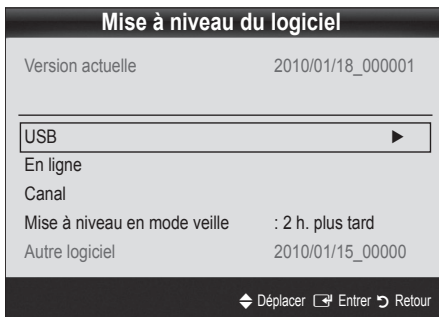 Mise à niveau du logiciel
Version actuelle 2010/01/18_000001
USB
En ligne
Canal
Mise à niveau en mode veille : 2 h. plus tard
Autre logiciel 2010/01/15_00000
Déplacer Entrer Retour